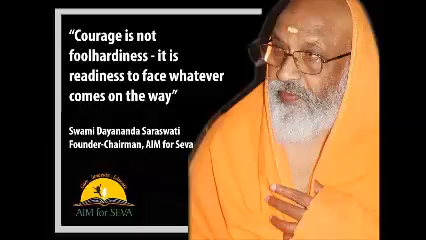 “Courage is not
foolhardiness - it is
readiness to face whatever
comes on the way”
Swami Dayananda Saraswati
Founder-Chairman, AIM for Seva
AIM for SEVA